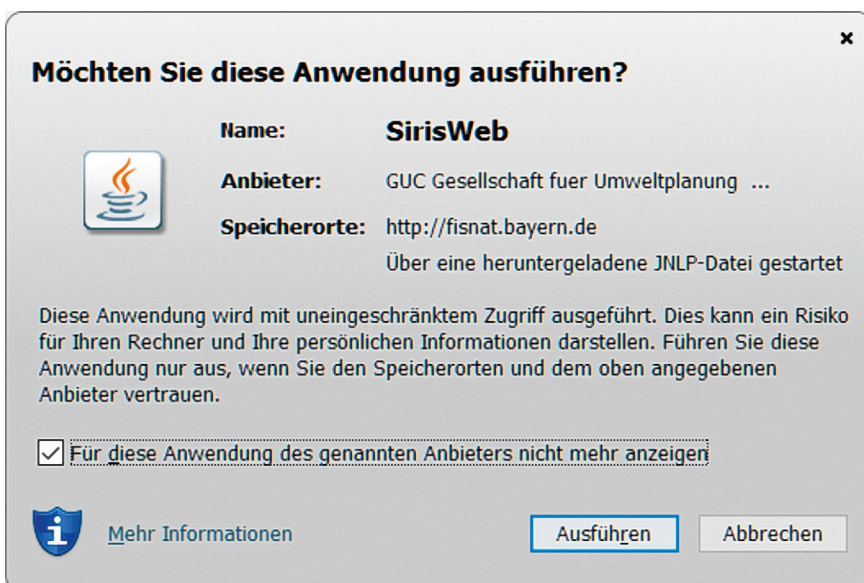 Möchten Sie diese Anwendung ausführen?
Name: SirisWeb
Anbieter: GUC Gesellschaft fuer Umweltplanung ...
Speicherorte: http://fisnat.bayern.de
Über eine heruntergeladene JNLP-Datei gestartet
Diese Anwendung wird mit uneingeschränktem Zugriff ausgeführt. Dies kann ein Risiko
für Ihren Rechner und Ihre persönlichen Informationen darstellen. Führen Sie diese
Anwendung nur aus, wenn Sie den Speicherorten und dem oben angegebenen
Anbieter vertrauen.
Für diese Anwendung des genannten Anbieters nicht mehr anzeigen
Mehr Informationen Ausführen Abbrechen